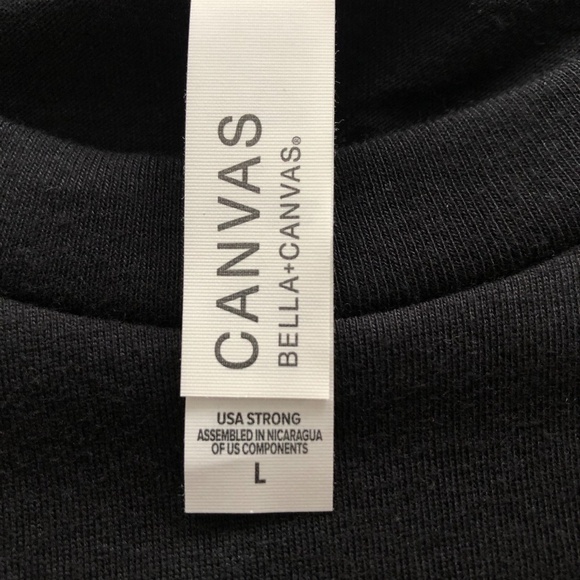 CANVAS
BELLA+CANVAS®
USA STRONG
ASSEMBLED IN NICARAGUA
OF US COMPONENTS
L